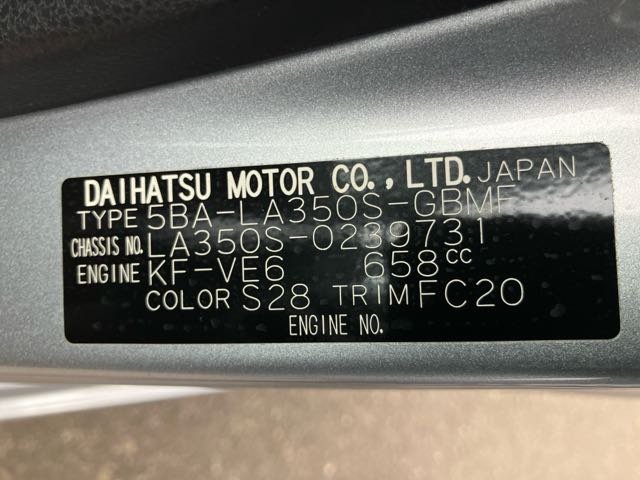 DAIHATSU MOTOR CO., LTD. JAPAN
TYPE 5BA-LA350S-GBMF
CHASSIS NO. LA350S-0239731
ENGINE KF-VE6 658cc
COLOR S28 TRIM FC20
ENGINE NO.